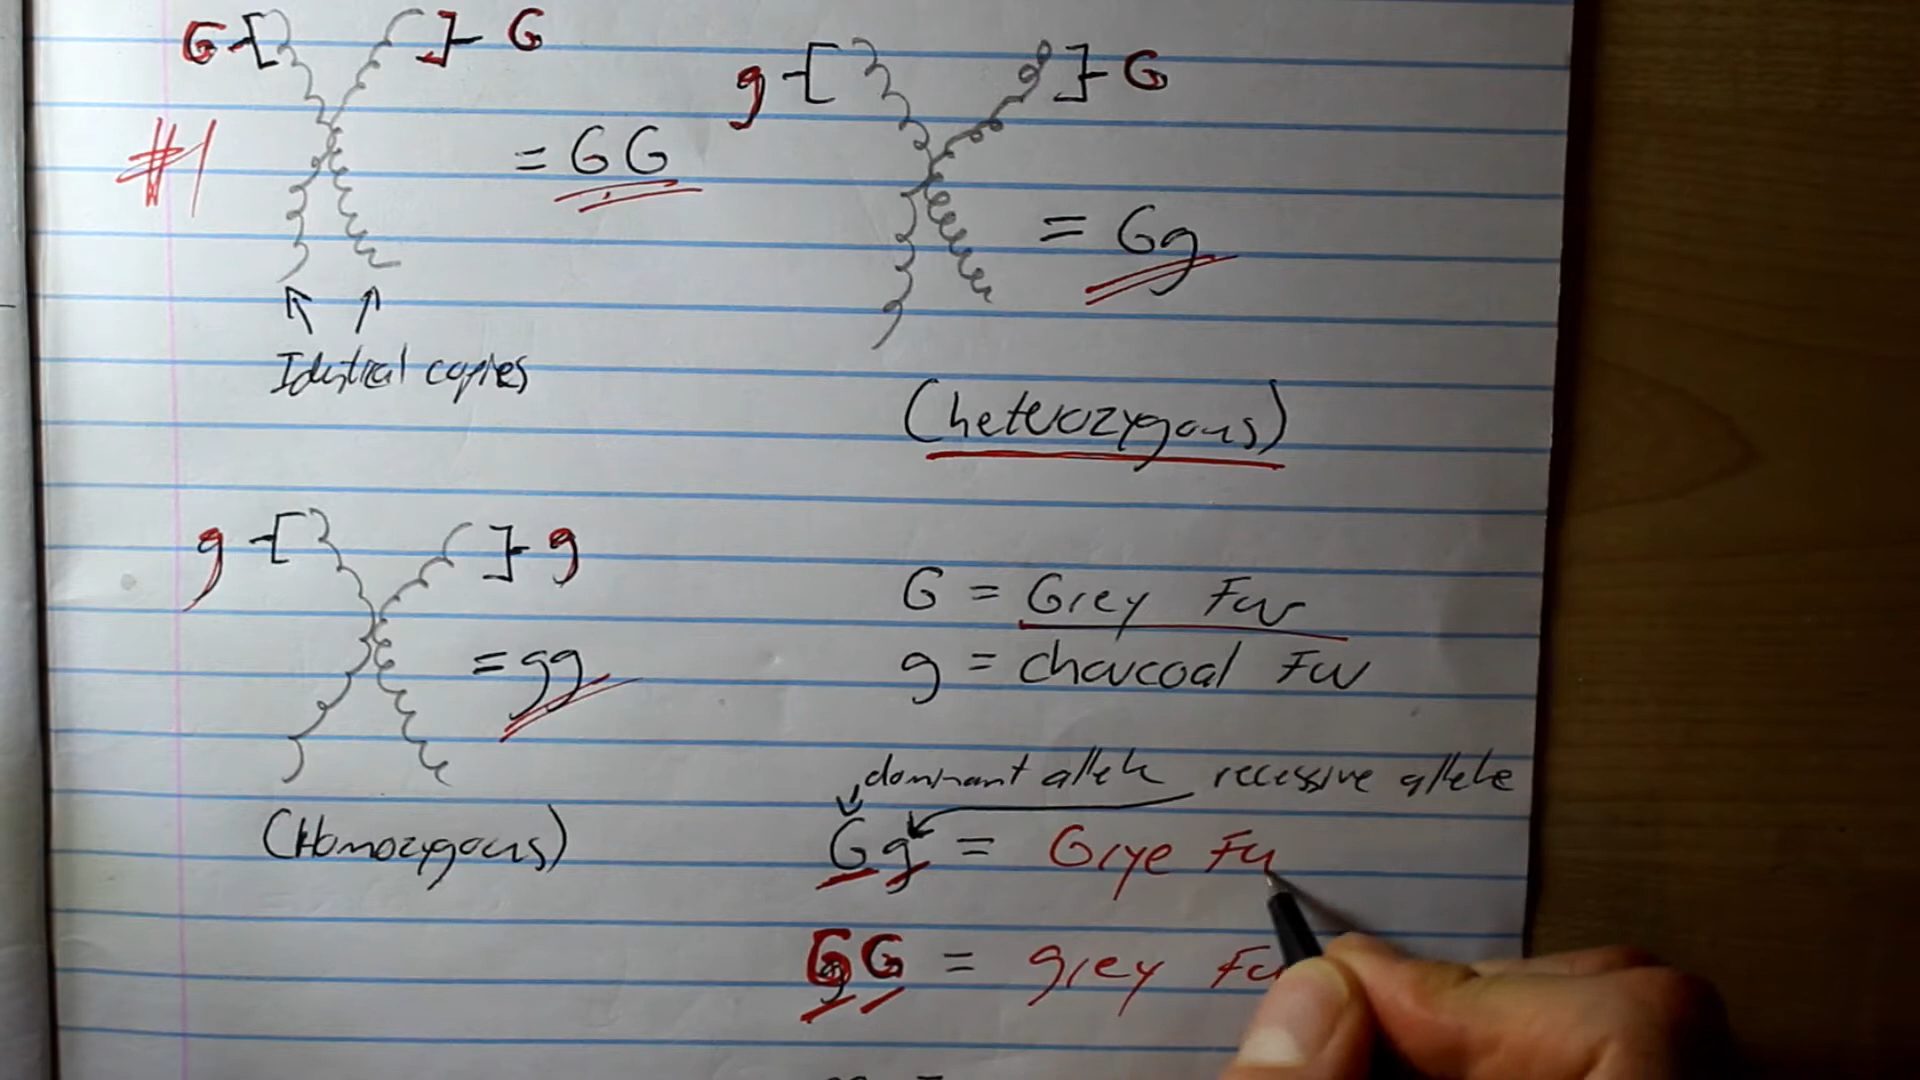 G G
g G
#1
= GG
= Gg
Identical copies
(heterozygous)
g g
= gg
(Homozygous)
G = Grey Fur
g = charcoal Fur
dominant allele recessive allele
Gg = Grye Fu
GG = grey Fu